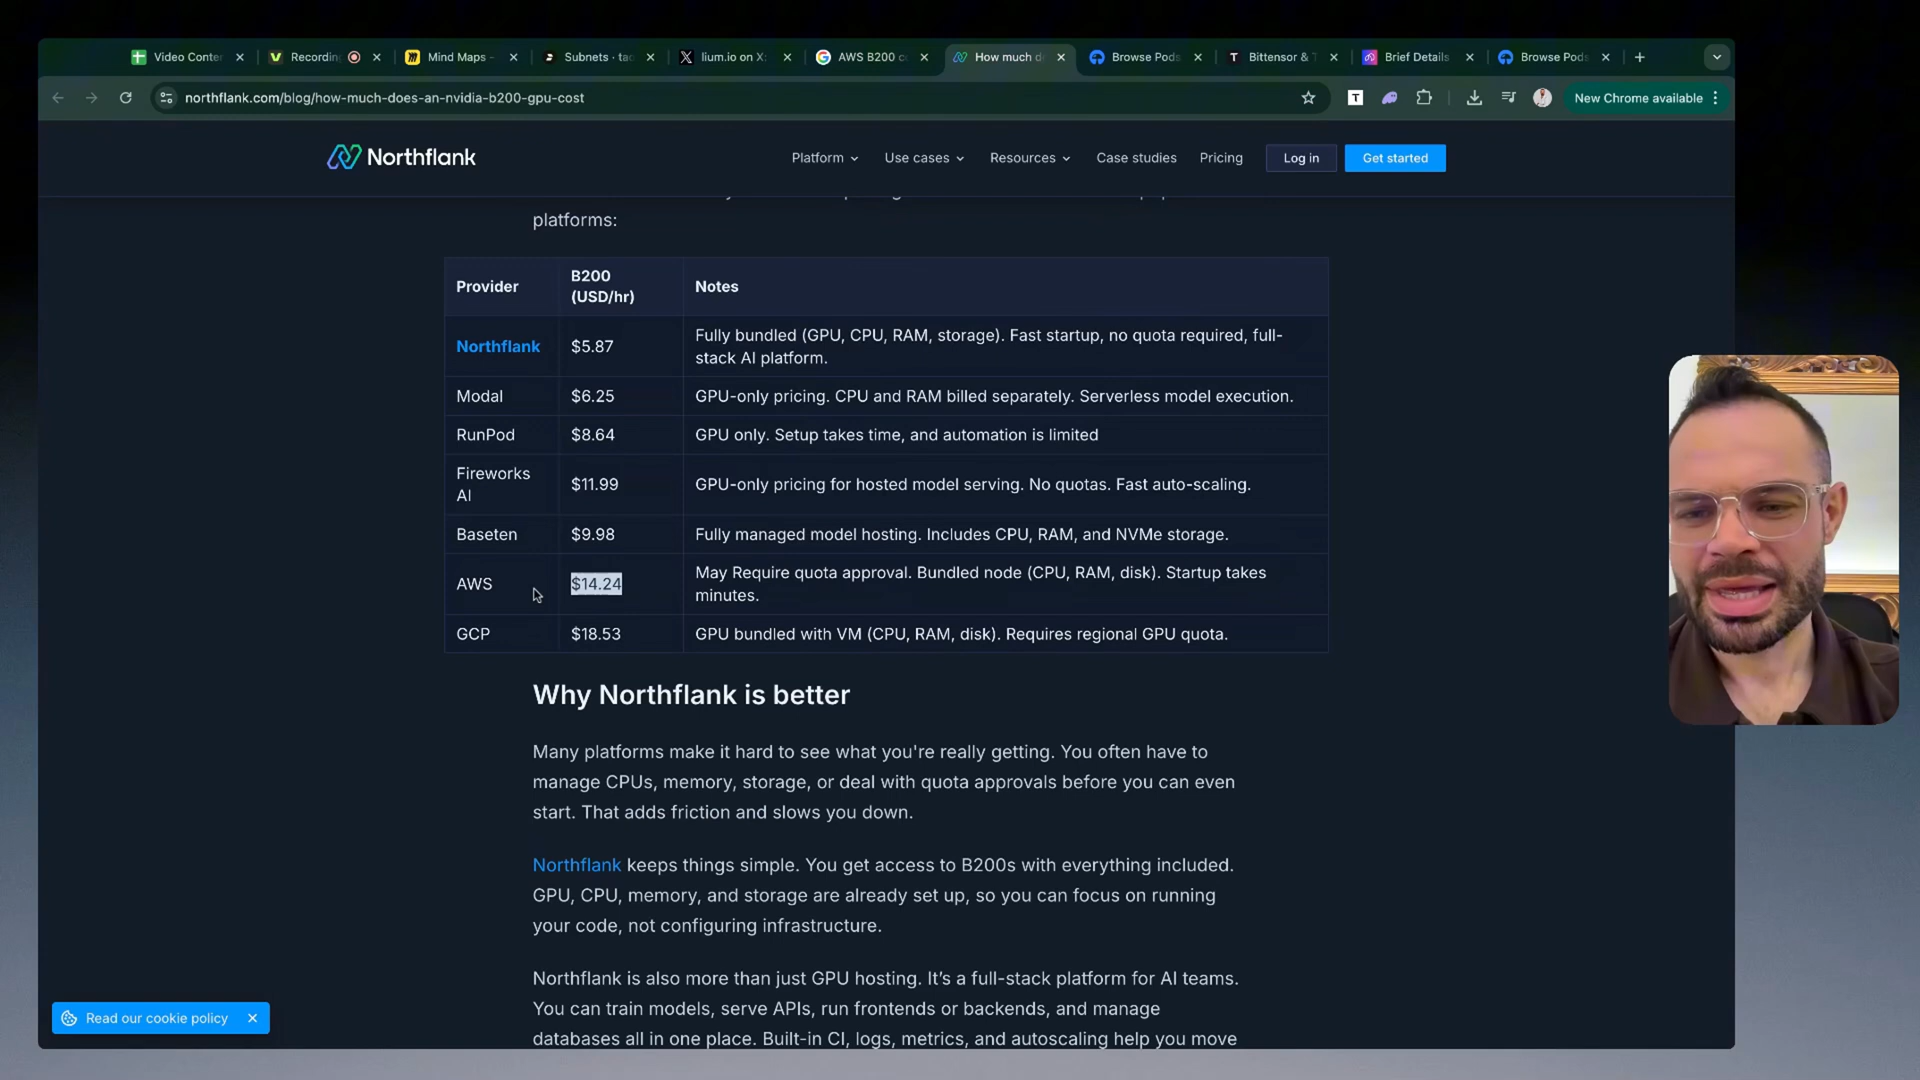 Video Conter
Recordin
Mind Maps -
Subnets · tao
lium.io on X:
AWS B200 c
How much d
Browse Pods
Bittensor & T
Brief Details
Browse Pods
northflank.com/blog/how-much-does-an-nvidia-b200-gpu-cost
New Chrome available
Northflank
Platform
Use cases
Resources
Case studies
Pricing
Log in
Get started
platforms:
Provider
B200
(USD/hr)
Notes
Northflank
$5.87
Fully bundled (GPU, CPU, RAM, storage). Fast startup, no quota required, full-
stack AI platform.
Modal
$6.25
GPU-only pricing. CPU and RAM billed separately. Serverless model execution.
RunPod
$8.64
GPU only. Setup takes time, and automation is limited
Fireworks
AI
$11.99
GPU-only pricing for hosted model serving. No quotas. Fast auto-scaling.
Baseten
$9.98
Fully managed model hosting. Includes CPU, RAM, and NVMe storage.
AWS
$14.24
May Require quota approval. Bundled node (CPU, RAM, disk). Startup takes
minutes.
GCP
$18.53
GPU bundled with VM (CPU, RAM, disk). Requires regional GPU quota.
Why Northflank is better
Many platforms make it hard to see what you're really getting. You often have to
manage CPUs, memory, storage, or deal with quota approvals before you can even
start. That adds friction and slows you down.
Northflank keeps things simple. You get access to B200s with everything included.
GPU, CPU, memory, and storage are already set up, so you can focus on running
your code, not configuring infrastructure.
Northflank is also more than just GPU hosting. It’s a full-stack platform for AI teams.
You can train models, serve APIs, run frontends or backends, and manage
databases all in one place. Built-in CI, logs, metrics, and autoscaling help you move
Read our cookie policy